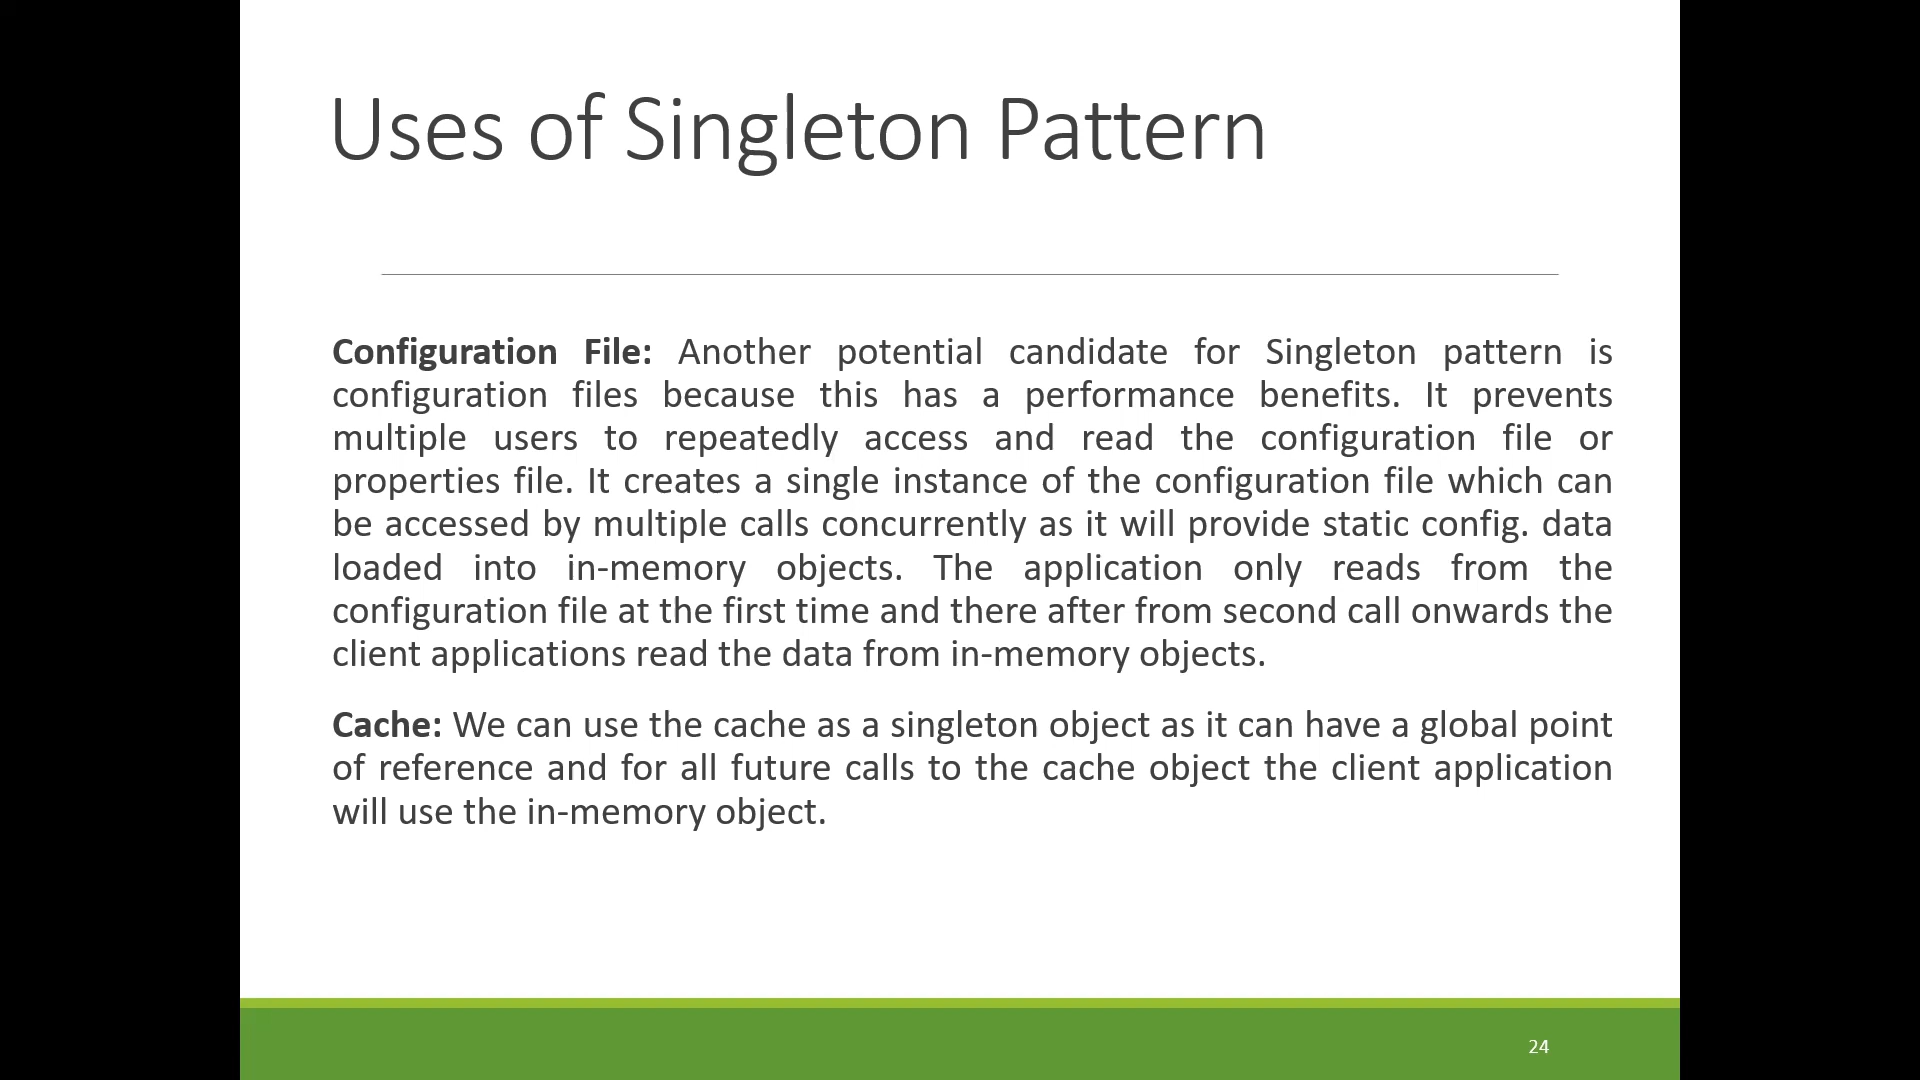 Uses of Singleton Pattern
Configuration File: Another potential candidate for Singleton pattern is
configuration files because this has a performance benefits. It prevents
multiple users to repeatedly access and read the configuration file or
properties file. It creates a single instance of the configuration file which can
be accessed by multiple calls concurrently as it will provide static config. data
loaded into in-memory objects. The application only reads from the
configuration file at the first time and there after from second call onwards the
client applications read the data from in-memory objects.
Cache: We can use the cache as a singleton object as it can have a global point
of reference and for all future calls to the cache object the client application
will use the in-memory object.
24